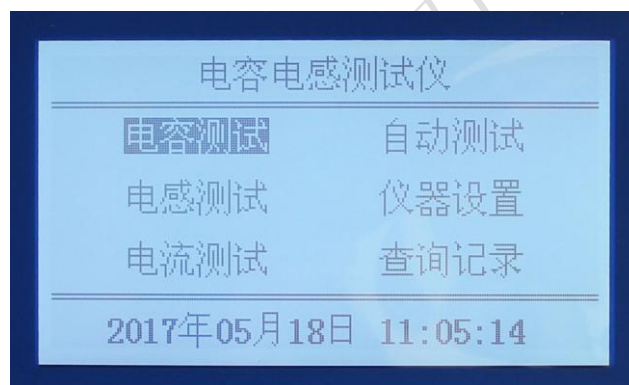 电容电感测试仪
电容测试 自动测试
电感测试 仪器设置
电流测试 查询记录
2017年05月18日 11:05:14